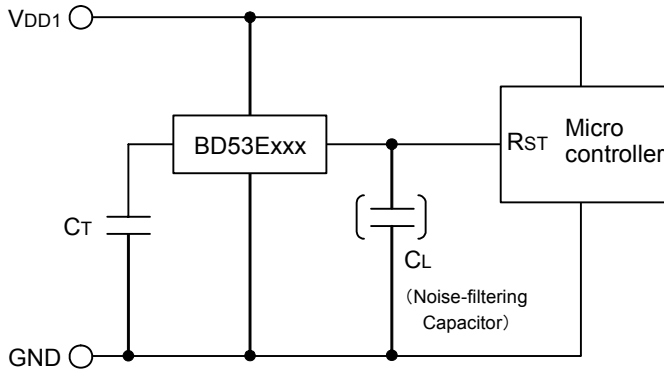 VDD1
BD53Exxx
RST
Micro
controller
CT
CL
（Noise-filtering
Capacitor）
GND